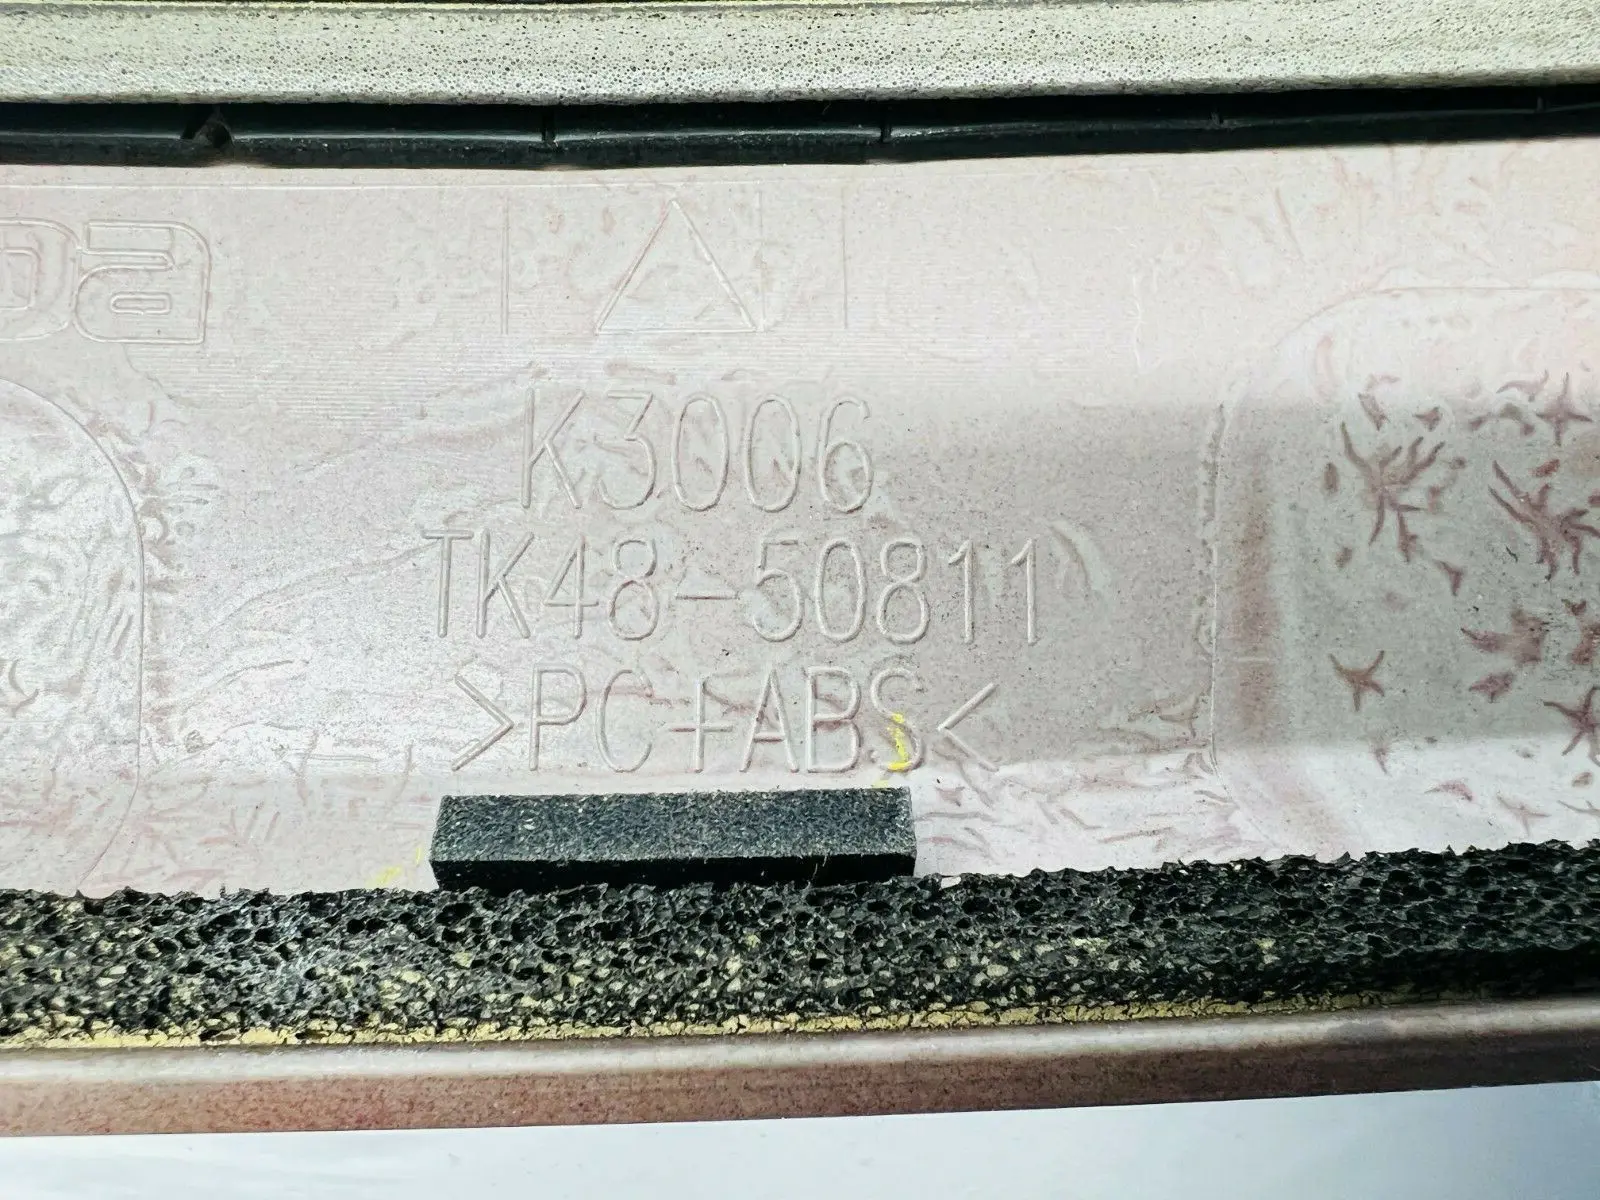 K3006
TK48-50811
>PC+ABS<